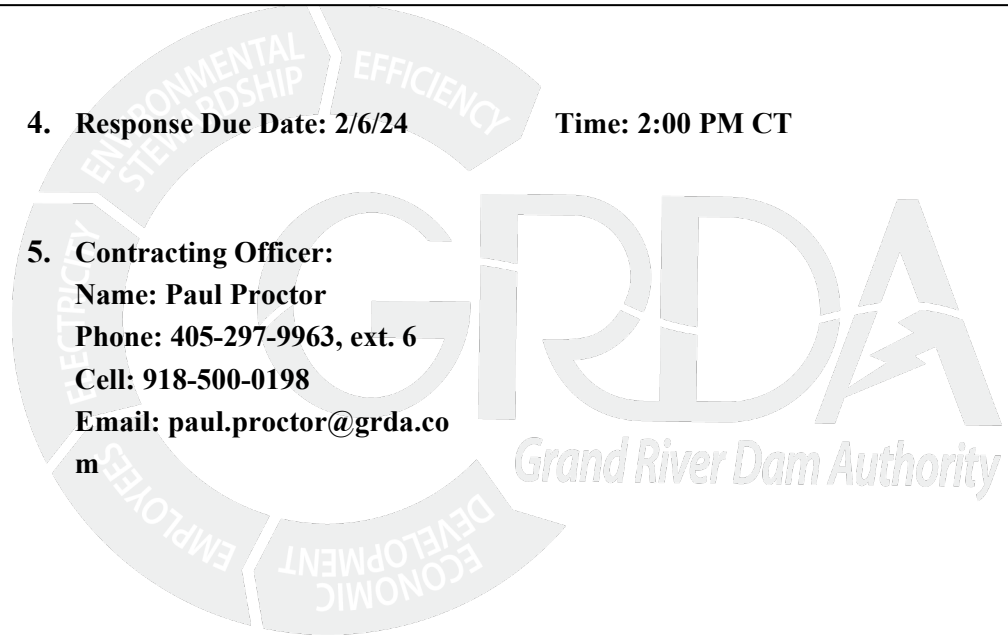 4. Response Due Date: 2/6/24 Time: 2:00 PM CT
5. Contracting Officer:
Name: Paul Proctor
Phone: 405-297-9963, ext. 6
Cell: 918-500-0198
Email: paul.proctor@grda.co
m
ENVIRONMENTAL
STEWARDSHIP
EFFICIENCY
ELECTRICITY
EMPLOYEES
ECONOMIC
DEVELOPMENT
GRDA
Grand River Dam Authority